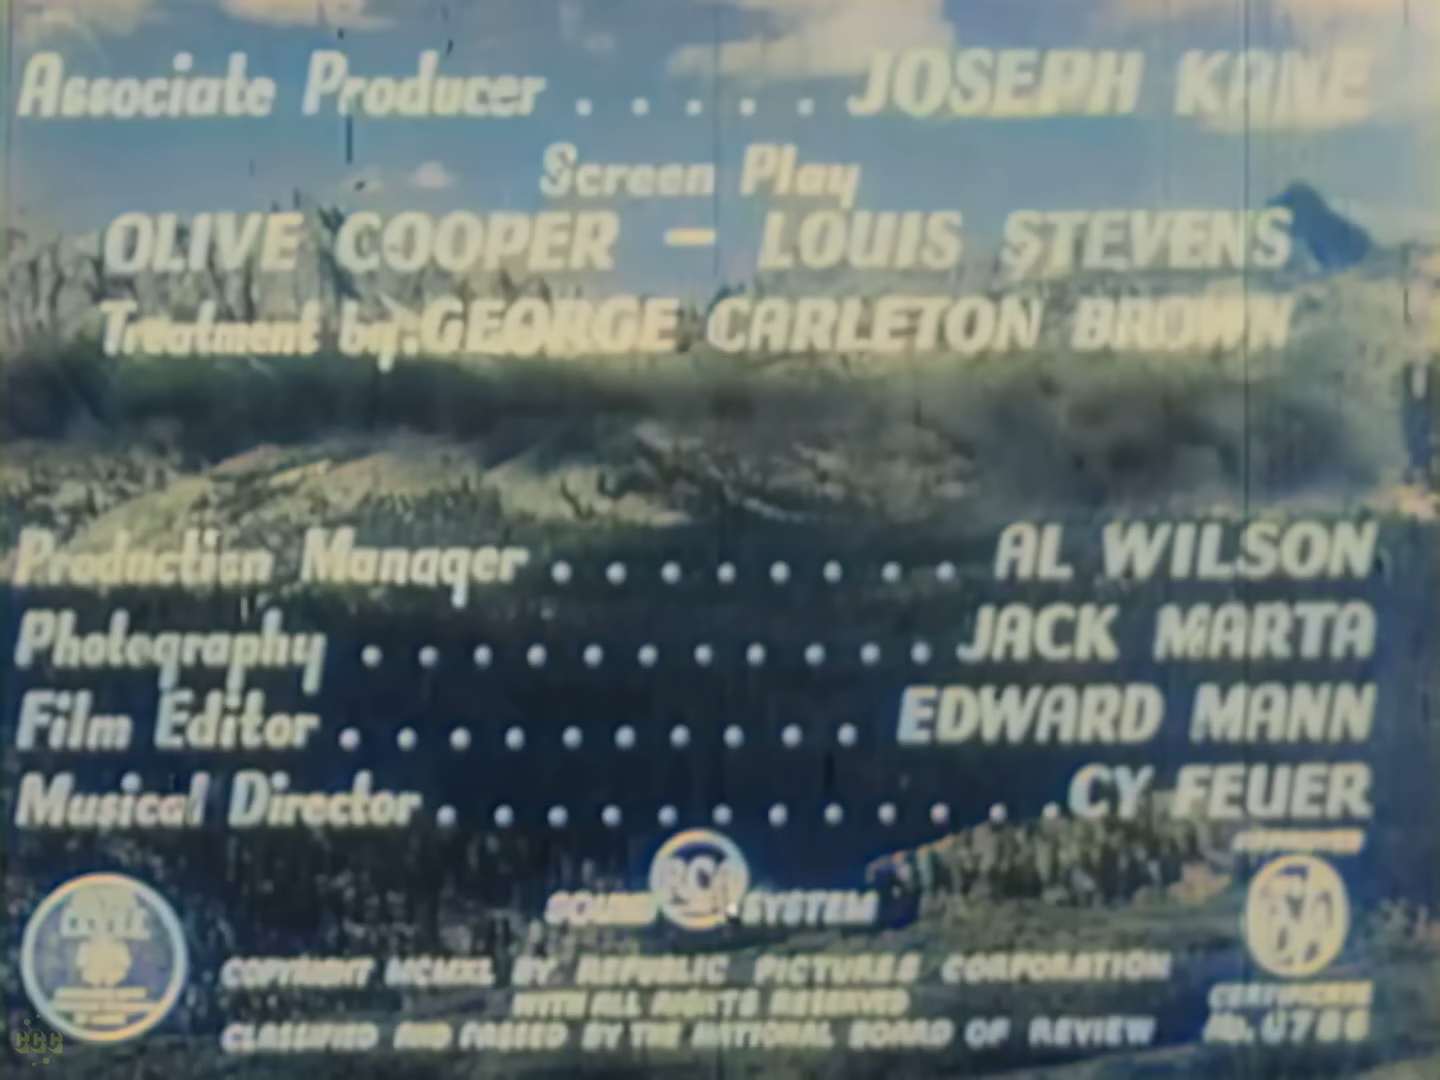 Associate Producer . . . . . JOSEPH KANE
Screen Play
OLIVE COOPER - LOUIS STEVENS
Treatment by. GEORGE CARLETON BROWN
Production Manager . . . . . . . . AL WILSON
Photography . . . . . . . . . . . JACK MARTA
Film Editor . . . . . . . . . . EDWARD MANN
Musical Director . . . . . . . . . . . . CY FEUER
SOUND RCA SYSTEM
COPYRIGHT MCMXL BY REPUBLIC PICTURES CORPORATION
WITH ALL RIGHTS RESERVED
CLASSIFIED AND PASSED BY THE NATIONAL BOARD OF REVIEW
CERTIFICATE
No.
CCC